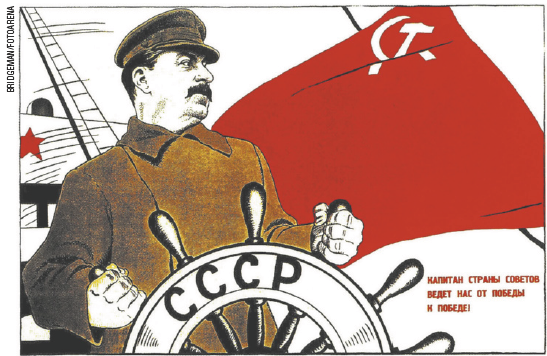 BRIDGEMAN/FOTOARENA
СССР
КАПИТАН СТРАНЫ СОВЕТОВ
ВЕДЕТ НАС ОТ ПОБЕДЫ
К ПОБЕДЕ!